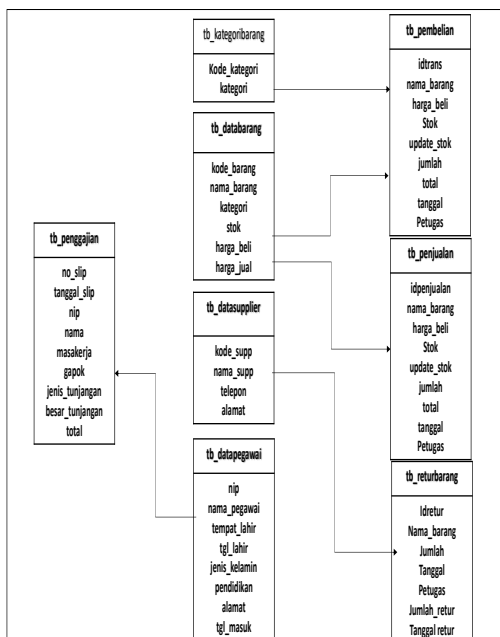 tb_kategoribarang
Kode_kategori
kategori
tb_databarang
kode_barang
nama_barang
kategori
stok
harga_beli
harga_jual
tb_datasupplier
kode_supp
nama_supp
telepon
alamat
tb_datapegawai
nip
nama_pegawai
tempat_lahir
tgl_lahir
jenis_kelamin
pendidikan
alamat
tgl_masuk
tb_penggajian
no_slip
tanggal_slip
nip
nama
masakerja
gapok
jenis_tunjangan
besar_tunjangan
total
tb_pembelian
idtrans
nama_barang
harga_beli
Stok
update_stok
jumlah
total
tanggal
Petugas
tb_penjualan
idpenjualan
nama_barang
harga_beli
Stok
update_stok
jumlah
total
tanggal
Petugas
tb_returbarang
Idretur
Nama_barang
Jumlah
Tanggal
Petugas
Jumlah_retur
Tanggal retur